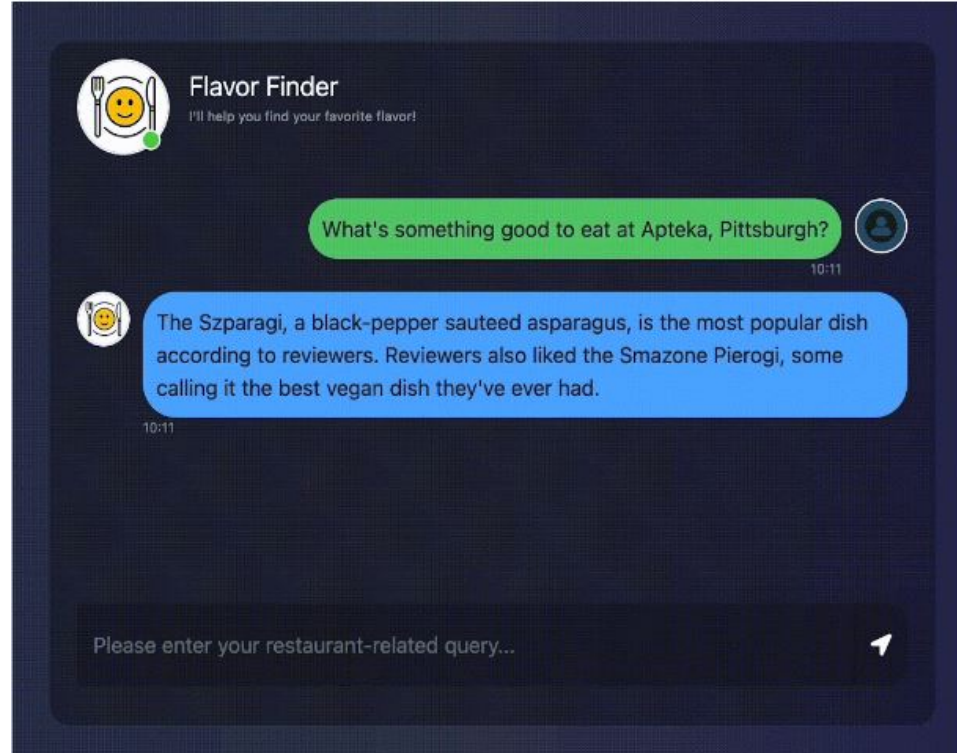 Flavor Finder
I'll help you find your favorite flavor!
What's something good to eat at Apteka, Pittsburgh?
10:11
The Szparagi, a black-pepper sauteed asparagus, is the most popular dish
according to reviewers. Reviewers also liked the Smazone Pierogi, some
calling it the best vegan dish they've ever had.
10:11
Please enter your restaurant-related query...